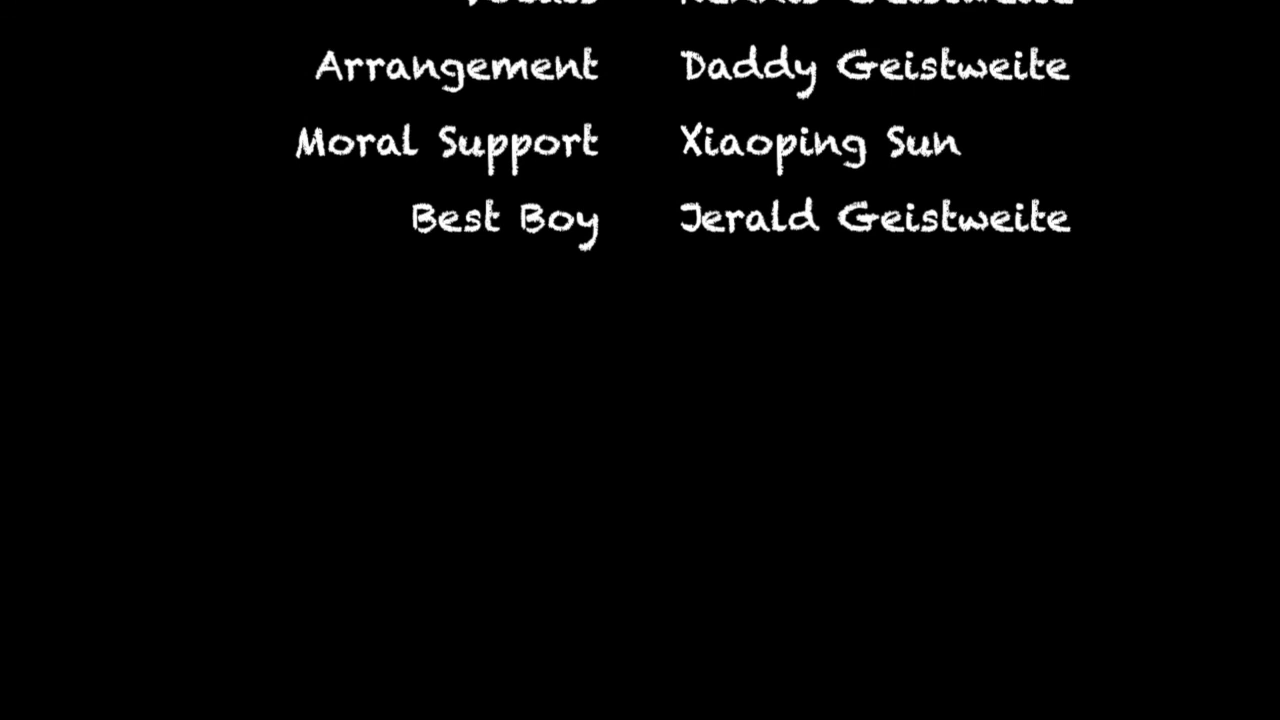 Arrangement Daddy Geistweite
Moral Support Xiaoping Sun
Best Boy Jerald Geistweite